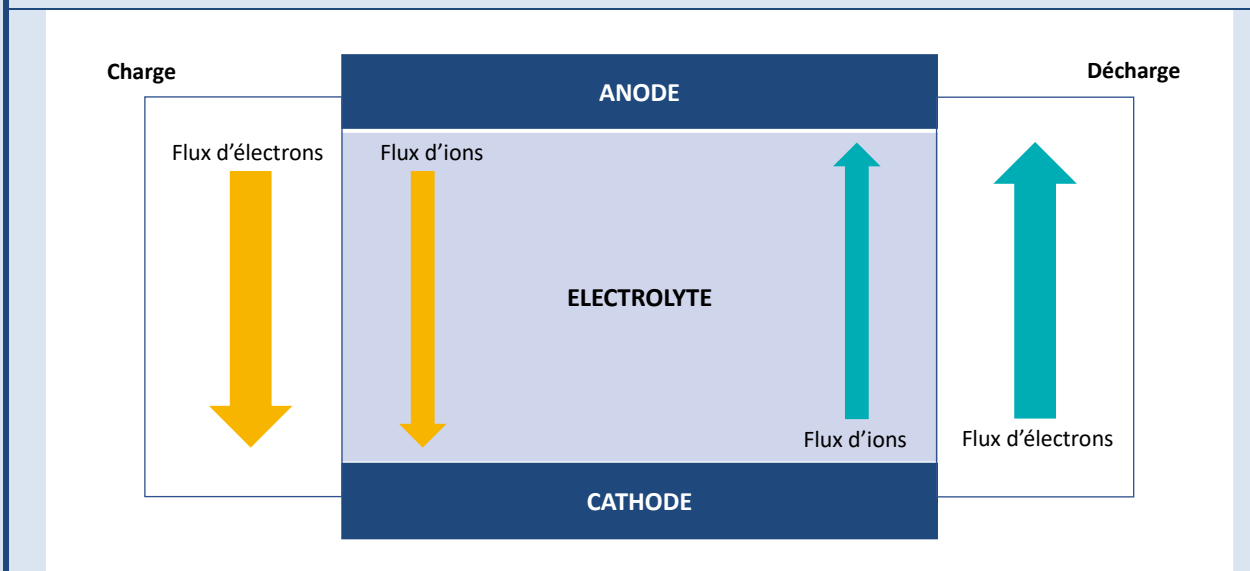 Charge
ANODE
Décharge
Flux d’électrons
Flux d’ions
ELECTROLYTE
Flux d’ions
Flux d’électrons
CATHODE